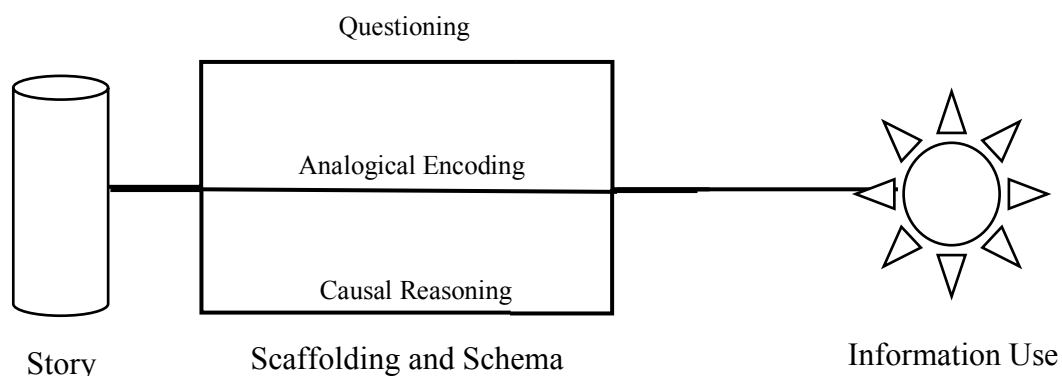 Questioning
Analogical Encoding
Causal Reasoning
Story
Scaffolding and Schema
Information Use